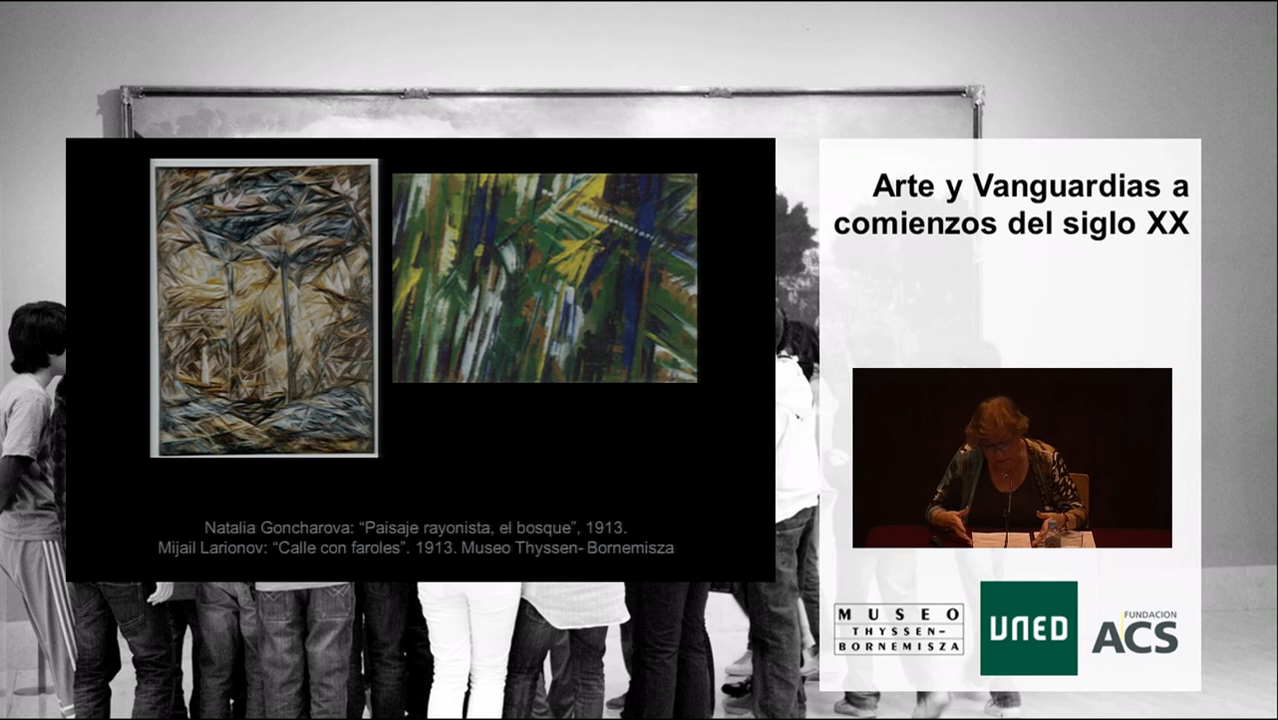 Arte y Vanguardias a
comienzos del siglo XX
Natalia Goncharova: “Paisaje rayonista, el bosque”, 1913.
Mijail Larionov: “Calle con faroles”. 1913. Museo Thyssen- Bornemisza
MUSEO
THYSSEN-
BORNEMISZA
UNED
FUNDACION
ACS